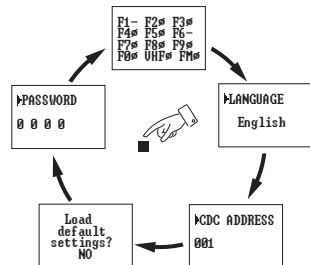 F1- F2ø F3ø
F4ø F5ø F6-
F7ø F8ø F9ø
F0ø VHFø FMø
PASSWORD
0 0 0 0
LANGUAGE
English
Load
default
settings?
NO
CDC ADDRESS
001